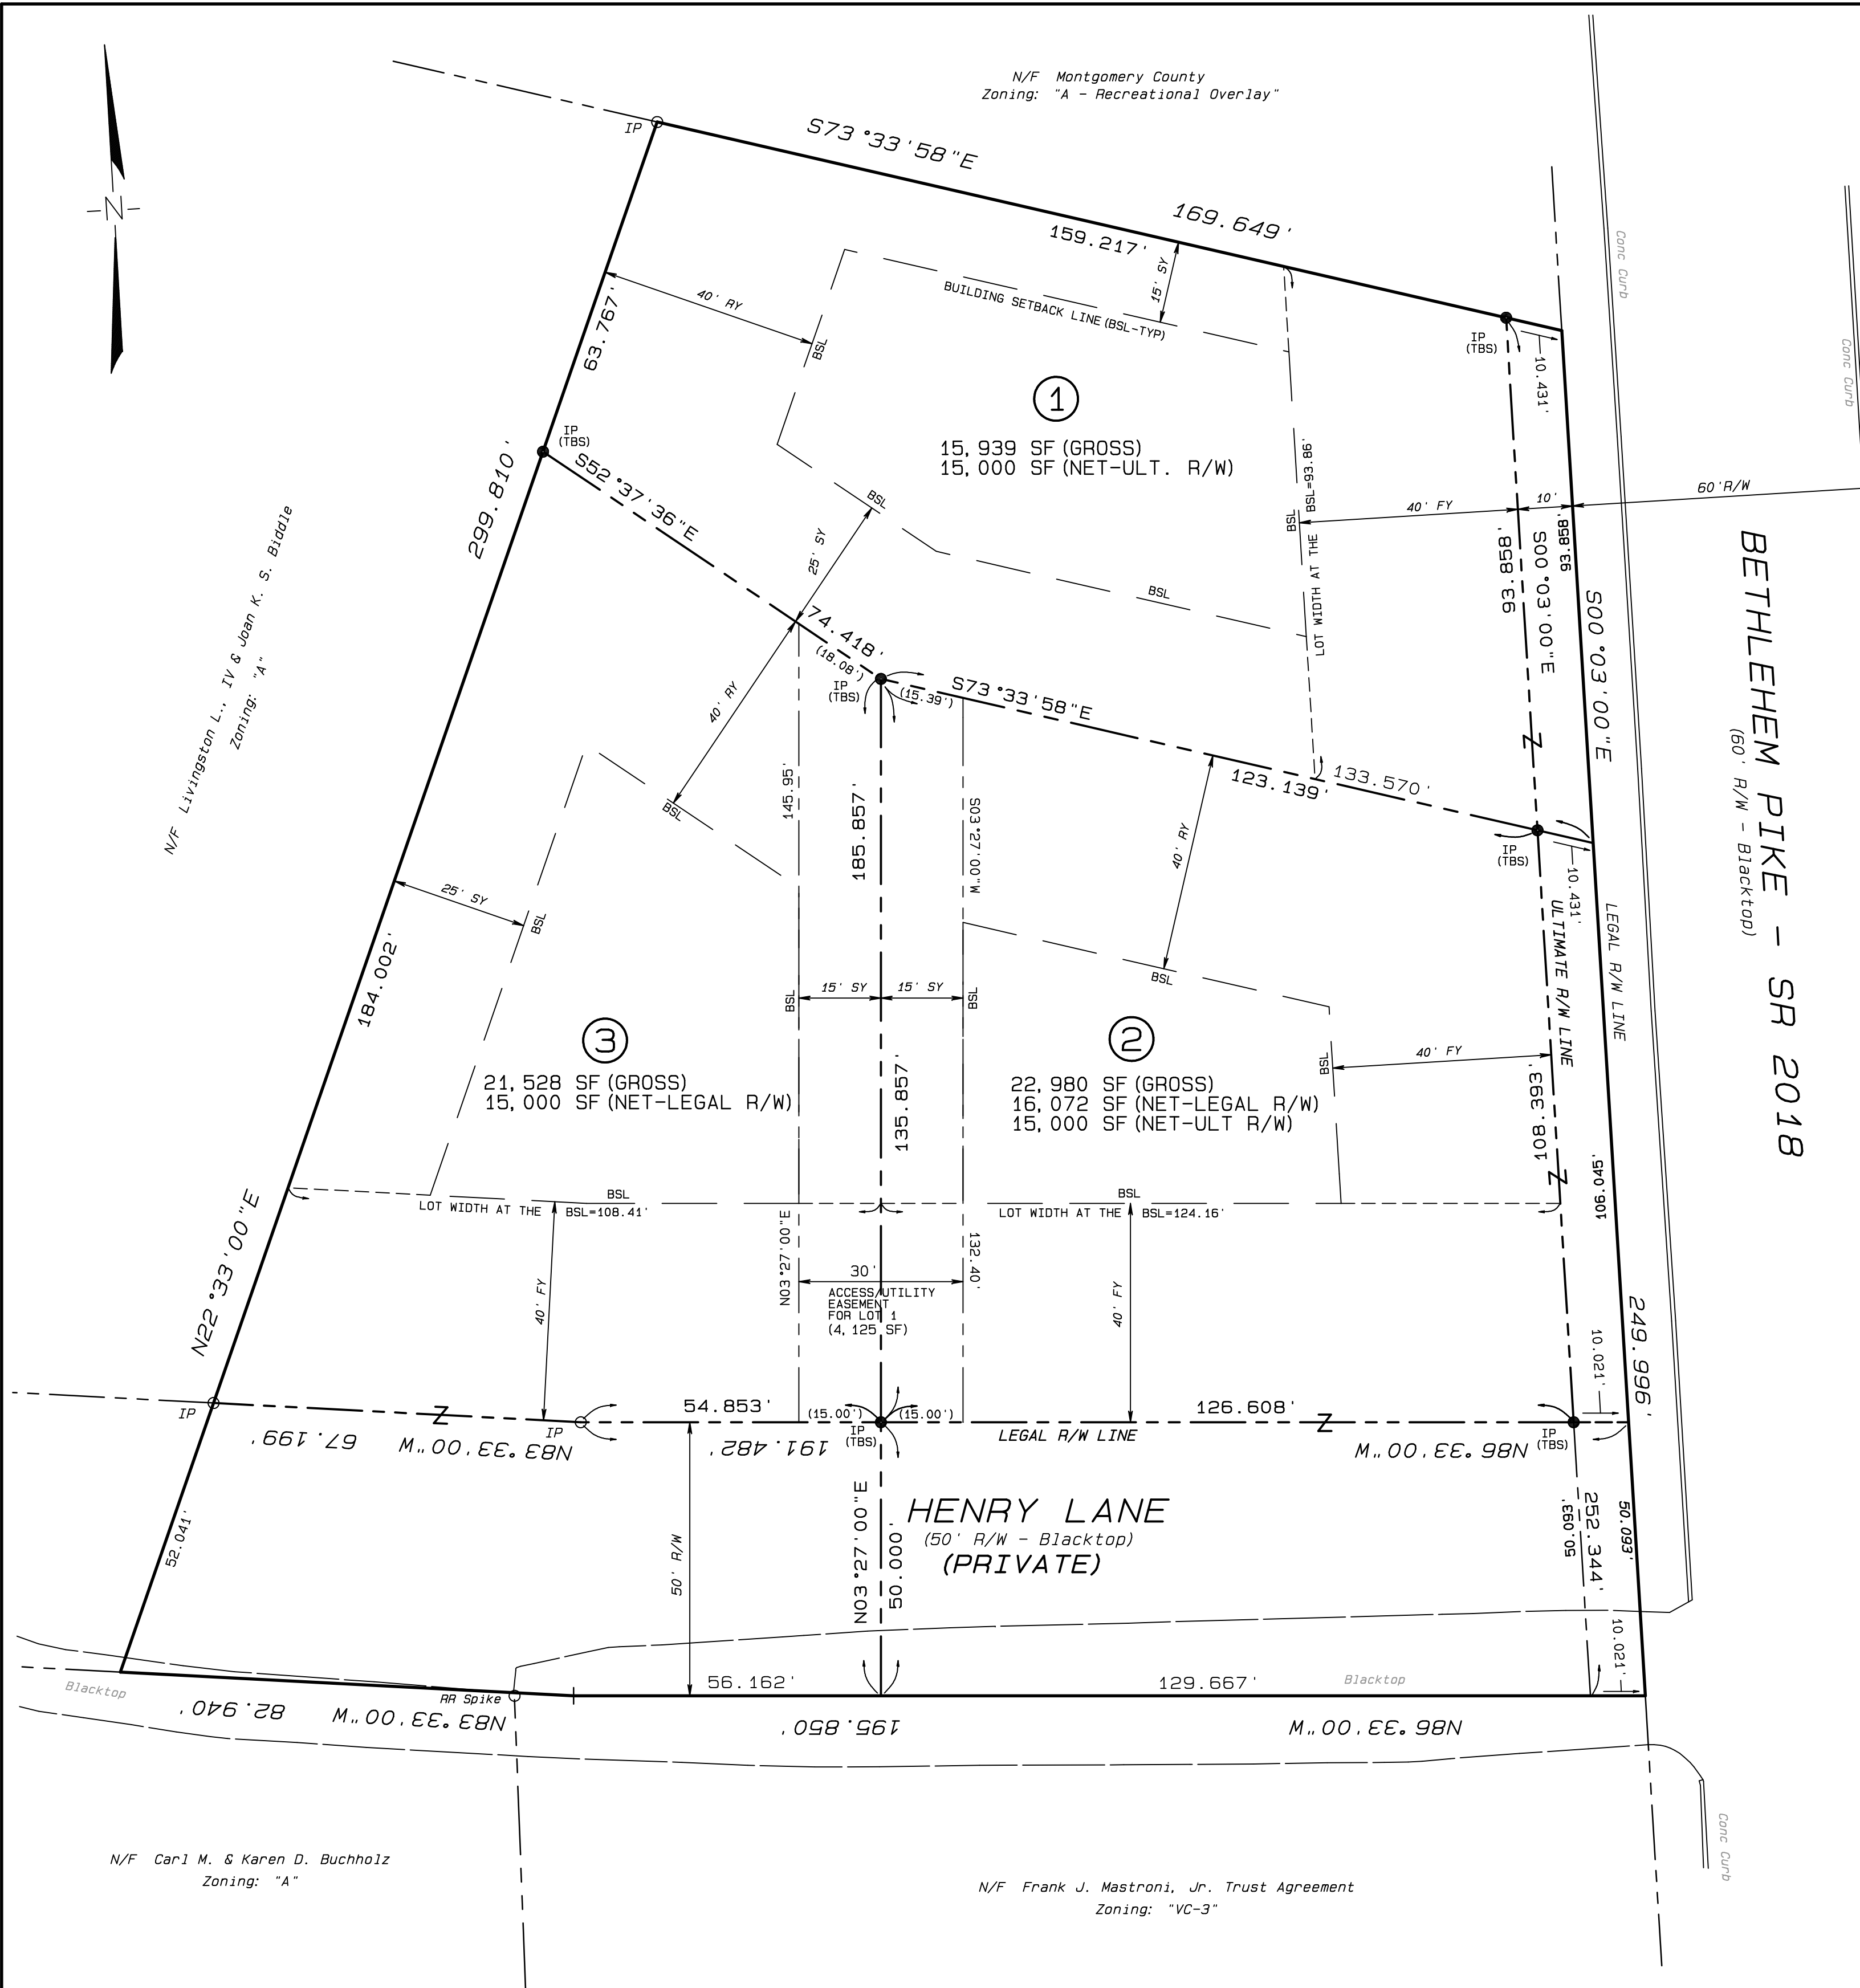 N/F Montgomery County
Zoning: "A - Recreational Overlay"
-N-
IP
S73°33'58"E
169.649'
159.217'
15' SY
BUILDING SETBACK LINE (BSL-TYP)
40' RY
BSL
63.767'
IP
(TBS)
10.431'
Conc Curb
Conc Curb
1
15,939 SF (GROSS)
15,000 SF (NET-ULT. R/W)
LOT WIDTH AT THE BSL=93.86'
BSL
40' FY
10'
60'R/W
93.858'
S00°03'00"E
93.858'
S00°03'00"E
IP
(TBS)
S52°37'36"E
299.810'
BSL
25' SY
BSL
74.418'
(18.08')
IP
(TBS)
(15.39')
S73°33'58"E
123.139'
133.570'
IP
(TBS)
10.431'
N/F Livingston L., IV & Joan K. S. Biddle
Zoning: "A"
40' RY
BSL
145.95'
185.857'
S03°27'00"W
40' RY
BSL
ULTIMATE R/W LINE
LEGAL R/W LINE
BETHLEHEM PIKE - SR 2018
(60' R/W - Blacktop)
25' SY
BSL
184.002'
BSL
15' SY
15' SY
BSL
3
21,528 SF (GROSS)
15,000 SF (NET-LEGAL R/W)
135.857'
2
22,980 SF (GROSS)
16,072 SF (NET-LEGAL R/W)
15,000 SF (NET-ULT R/W)
BSL
40' FY
108.393'
106.045'
BSL
LOT WIDTH AT THE BSL=108.41'
BSL
LOT WIDTH AT THE BSL=124.16'
N22°33'00"E
40' FY
N03°27'00"E
30'
132.40'
ACCESS/UTILITY
EASEMENT
FOR LOT 1
(4,125 SF)
40' FY
10.021'
249.996'
IP
67.199'
N83°33'00"W
IP
54.853'
(15.00')
(15.00')
191.482'
IP
(TBS)
126.608'
LEGAL R/W LINE
N86°33'00"W
IP
(TBS)
52.041'
50' R/W
N03°27'00"E
50.000'
HENRY LANE
(50' R/W - Blacktop)
(PRIVATE)
50.093'
252.344'
50.093'
10.021'
Blacktop
RR Spike
56.162'
129.667'
Blacktop
82.940'
N83°33'00"W
195.850'
N86°33'00"W
N/F Carl M. & Karen D. Buchholz
Zoning: "A"
N/F Frank J. Mastroni, Jr. Trust Agreement
Zoning: "VC-3"
Conc Curb